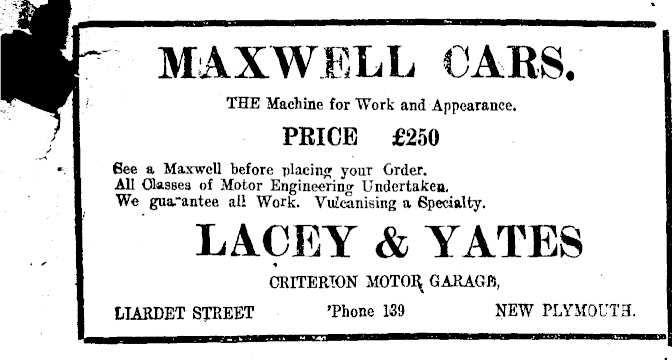 MAXWELL CARS.
THE Machine for Work and Appearance.
PRICE £250
See a Maxwell before placing your Order.
All Classes of Motor Engineering Undertaken.
We guarantee all Work. Vulcanising a Specialty.
LACEY & YATES
CRITERION MOTOR GARAGE,
LIARDET STREET 'Phone 139 NEW PLYMOUTH.